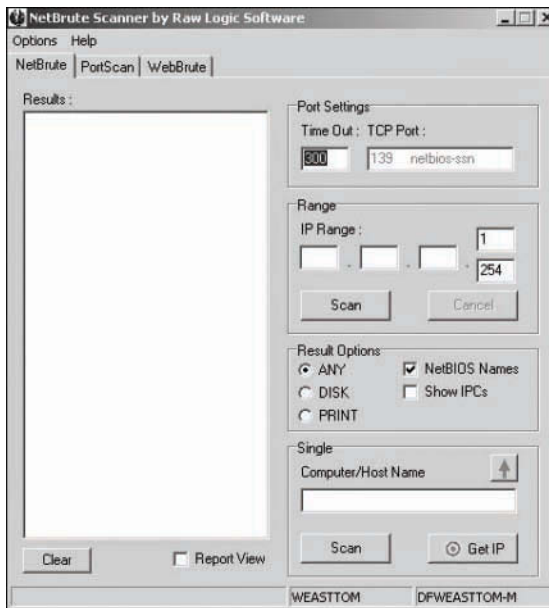 NetBrute Scanner by Raw Logic Software
Options Help
NetBrute PortScan WebBrute
Results :
Port Settings
Time Out : TCP Port :
300 139 netbios-ssn
Range
IP Range :
. . . 1
254
Scan Cancel
Result Options
ANY NetBIOS Names
DISK Show IPCs
PRINT
Single
Computer/Host Name
Scan Get IP
Clear Report View
WEASTTOM DFWEASTTOM-M